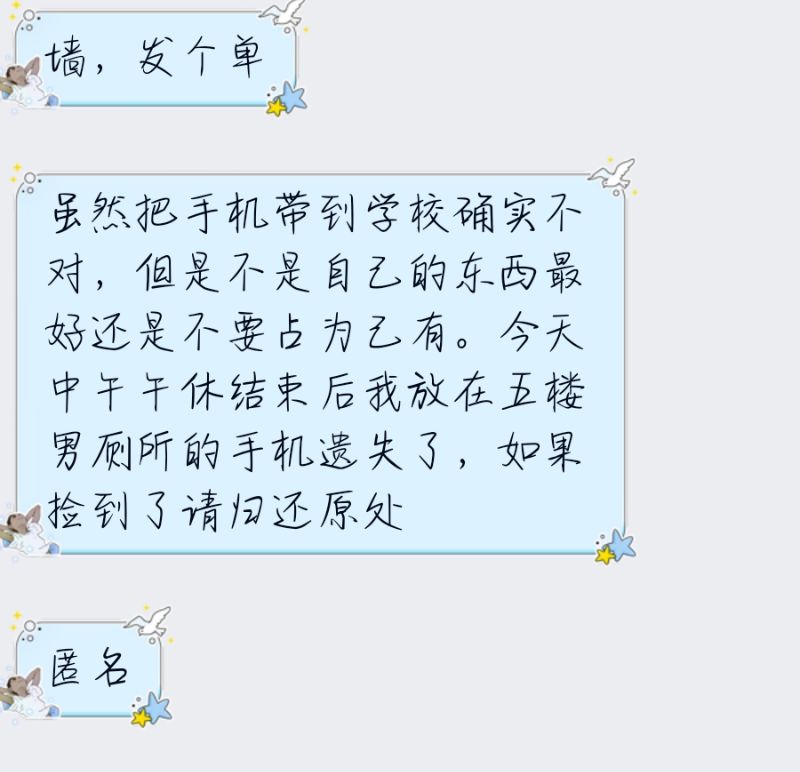 墙，发个单
虽然把手机带到学校确实不
对，但是不是自己的东西最
好还是不要占为己有。今天
中午午休结束后我放在五楼
男厕所的手机遗失了，如果
捡到了请归还原处
匿名